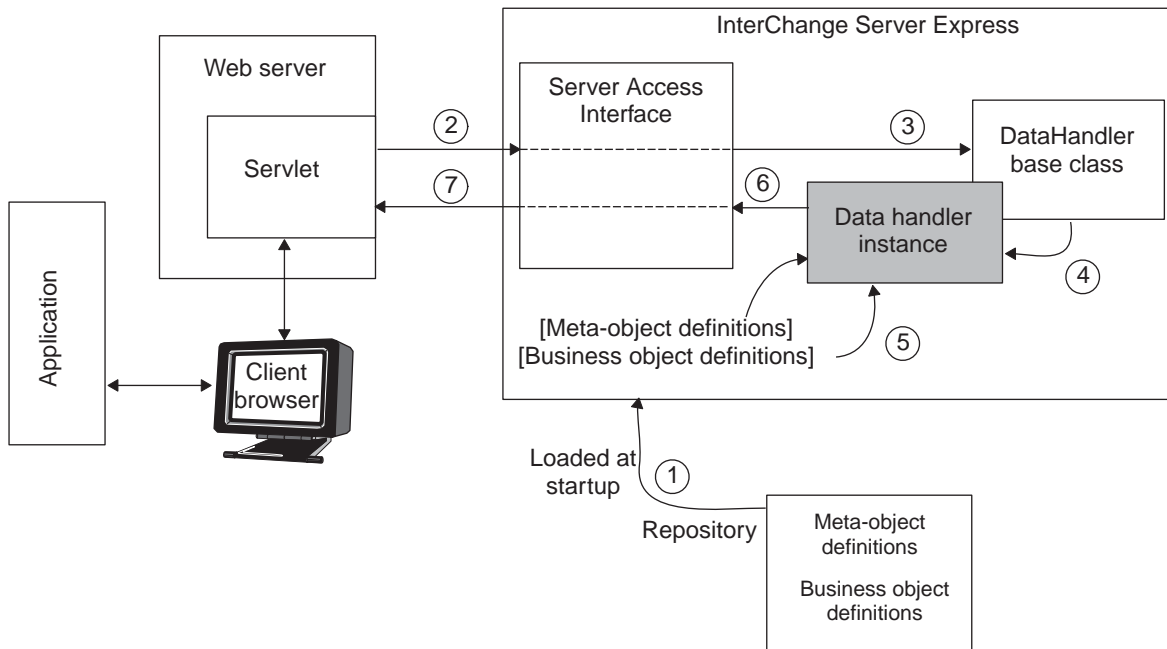 InterChange Server Express
Web server
Server Access
Interface
2
3
DataHandler
base class
Servlet
7
6
Data handler
instance
4
[Meta-object definitions]
[Business object definitions]
5
Application
Client
browser
Loaded at
startup
1
Repository
Meta-object
definitions
Business object
definitions